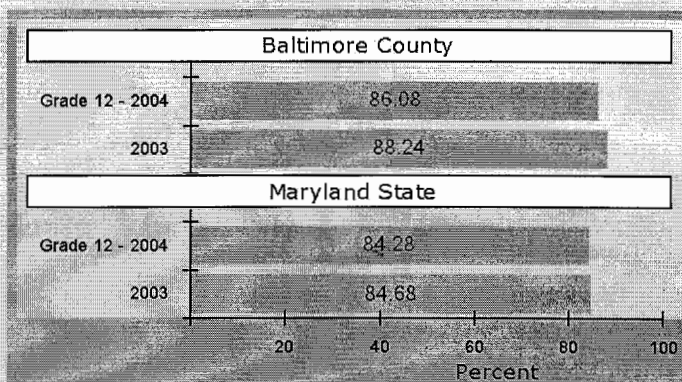 Baltimore County
Grade 12 - 2004 86.08
2003 88.24
Maryland State
Grade 12 - 2004 84.28
2003 84.68
20 40 60 80 100
Percent